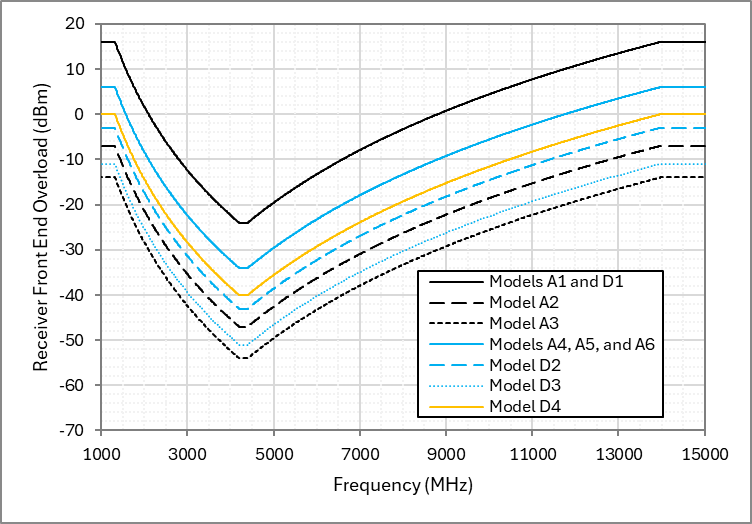 20
10
0
-10
-20
-30
-40
-50
-60
-70
Receiver Front End Overload (dBm)
Models A1 and D1
Model A2
Model A3
Models A4, A5, and A6
Model D2
Model D3
Model D4
1000 3000 5000 7000 9000 11000 13000 15000
Frequency (MHz)